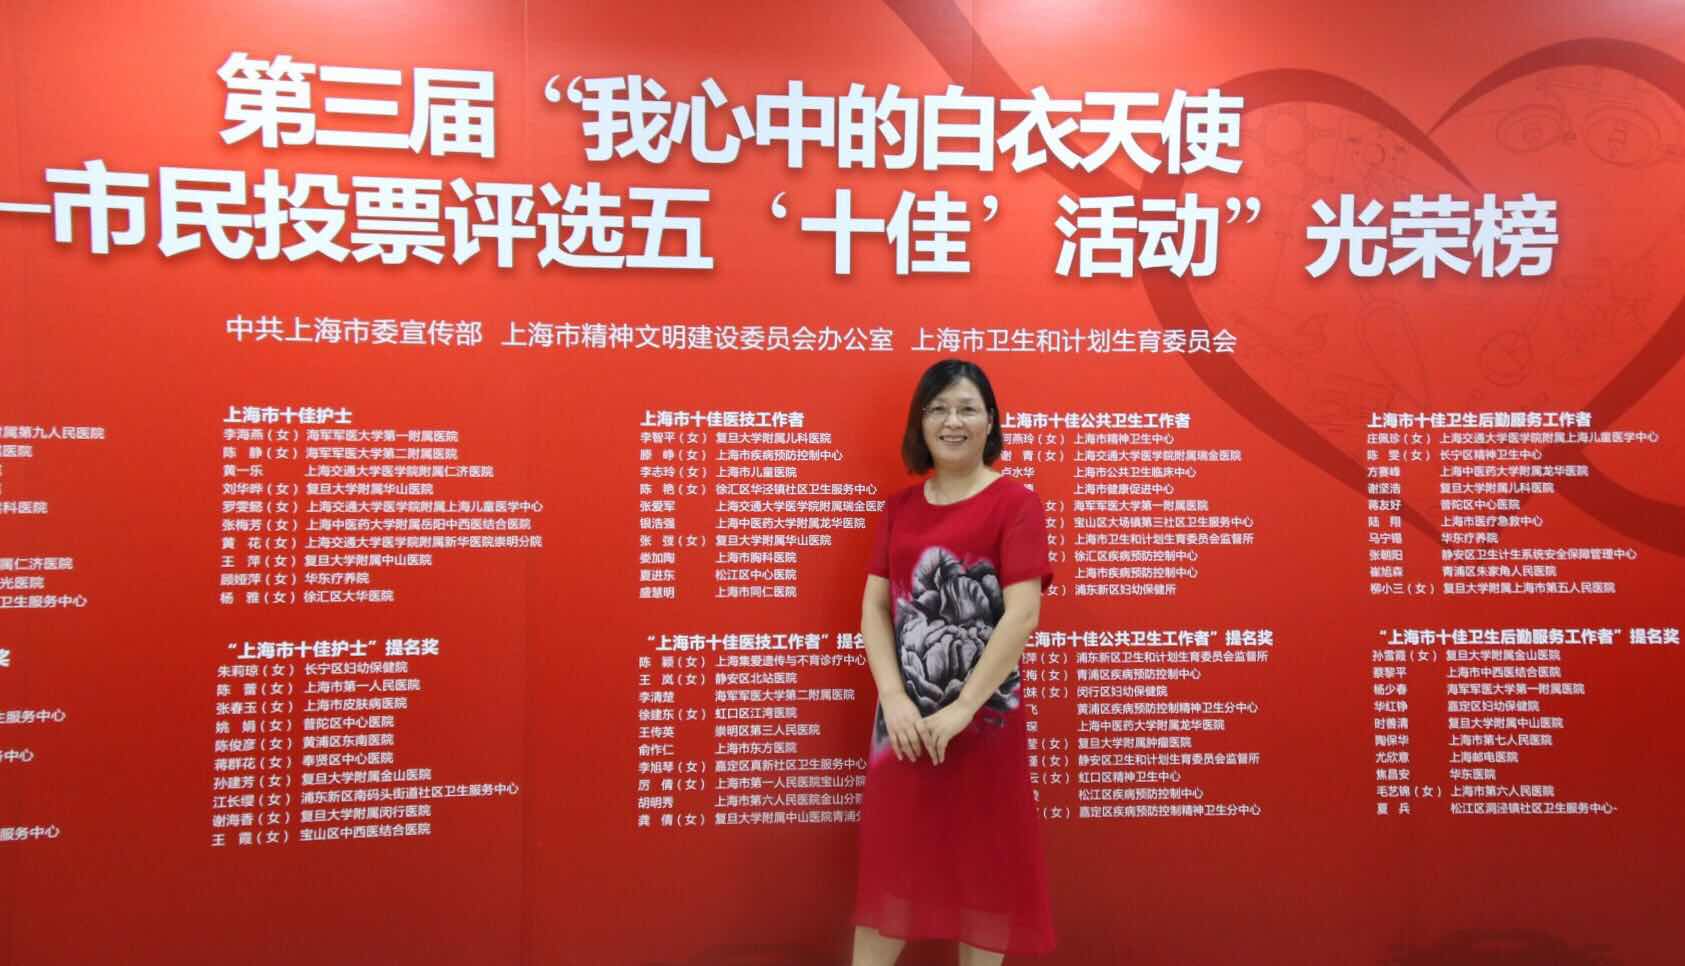 第三届“我心中的白衣天使
—市民投票评选五‘十佳’活动”光荣榜
中共上海市委宣传部 上海市精神文明建设委员会办公室 上海市卫生和计划生育委员会
属第九人民医院
医院
科医院
属仁济医院
光医院
卫生服务中心
奖
生服务中心
中心
服务中心
上海市十佳护士
李海燕（女） 海军军医大学第一附属医院
陈 静（女） 海军军医大学第二附属医院
黄一乐 上海交通大学医学院附属仁济医院
刘华晔（女） 复旦大学附属华山医院
罗雯懿（女） 上海交通大学医学院附属上海儿童医学中心
张梅芳（女） 上海中医药大学附属岳阳中西医结合医院
黄 花（女） 上海交通大学医学院附属新华医院崇明分院
王 萍（女） 复旦大学附属中山医院
顾娅萍（女） 华东疗养院
杨 雅（女） 徐汇区大华医院
“上海市十佳护士”提名奖
朱莉琼（女） 长宁区妇幼保健院
陈 蕾（女） 上海市第一人民医院
张春玉（女） 上海市皮肤病医院
姚 娟（女） 普陀区中心医院
陈俊彦（女） 黄浦区东南医院
蒋群花（女） 奉贤区中心医院
孙建芳（女） 复旦大学附属金山医院
江长缨（女） 浦东新区南码头街道社区卫生服务中心
谢海香（女） 复旦大学附属闵行医院
王 霞（女） 宝山区中西医结合医院
上海市十佳医技工作者
李智平（女） 复旦大学附属儿科医院
滕 峥（女） 上海市疾病预防控制中心
李志玲（女） 上海市儿童医院
陈 艳（女） 徐汇区华泾镇社区卫生服务中心
张爱军 上海交通大学医学院附属瑞金医院
银浩强 上海中医药大学附属龙华医院
张 弢（女） 复旦大学附属华山医院
娄加陶 上海市胸科医院
夏进东 松江区中心医院
盛慧明 上海市同仁医院
“上海市十佳医技工作者”提名
陈 颖（女） 上海集爱遗传与不育诊疗中心
王 岚（女） 静安区北站医院
李清楚 海军军医大学第二附属医院
徐建东（女） 虹口区江湾医院
王传英 崇明区第三人民医院
俞作仁 上海市东方医院
李旭琴（女） 嘉定区真新社区卫生服务中心
厉 倩（女） 上海市第一人民医院宝山分院
胡明秀 上海市第六人民医院金山分院
龚 倩（女） 复旦大学附属中山医院青浦分
上海市十佳公共卫生工作者
何燕玲（女） 上海市精神卫生中心
谢 青（女） 上海交通大学医学院附属瑞金医院
卢水华 上海市公共卫生临床中心
上海市健康促进中心
女） 海军军医大学第一附属医院
女） 宝山区大场镇第三社区卫生服务中心
女） 上海市卫生和计划生育委员会监督所
女） 徐汇区疾病预防控制中心
上海市疾病预防控制中心
女） 浦东新区妇幼保健所
上海市十佳公共卫生工作者”提名奖
萍（女） 浦东新区卫生和计划生育委员会监督所
梅（女） 青浦区疾病预防控制中心
妹（女） 闵行区妇幼保健院
飞 黄浦区疾病预防控制精神卫生分中心
琛 上海中医药大学附属龙华医院
（女） 复旦大学附属肿瘤医院
（女） 静安区卫生和计划生育委员会监督所
云（女） 虹口区精神卫生中心
松江区疾病预防控制中心
（女） 嘉定区疾病预防控制精神卫生分中心
上海市十佳卫生后勤服务工作者
庄佩珍（女） 上海交通大学医学院附属上海儿童医学中心
陈 雯（女） 长宁区精神卫生中心
方赛峰 上海中医药大学附属龙华医院
谢坚浩 复旦大学附属儿科医院
蒋友好 普陀区中心医院
陆 翔 上海市医疗急救中心
马宁锡 华东疗养院
张朝阳 静安区卫生计生系统安全保障管理中心
崔旭森 青浦区朱家角人民医院
柳小三（女） 复旦大学附属上海市第五人民医院
“上海市十佳卫生后勤服务工作者”提名奖
孙雪霞（女） 复旦大学附属金山医院
蔡黎平 上海市中西医结合医院
杨少春 海军军医大学第一附属医院
华红铮 嘉定区妇幼保健院
时善清 复旦大学附属中山医院
陶保华 上海市第七人民医院
尤欣意 上海邮电医院
焦昌安 华东医院
毛艺锦（女） 上海市第六人民医院
夏 兵 松江区洞泾镇社区卫生服务中心